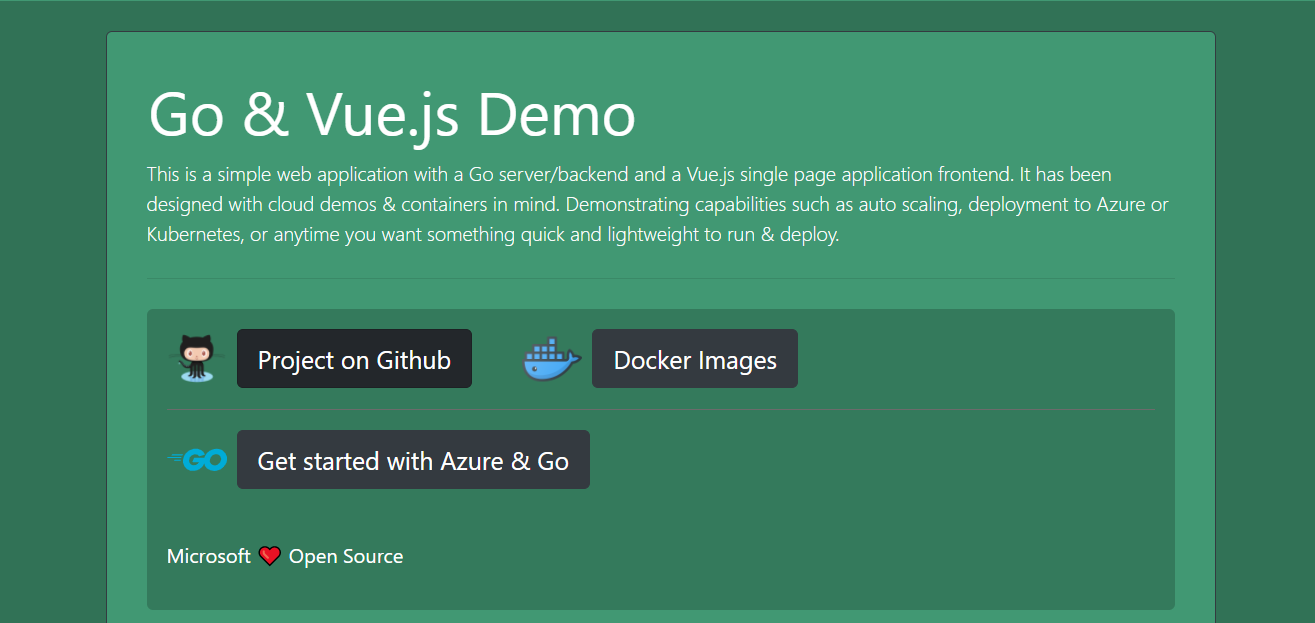 Go & Vue.js Demo
This is a simple web application with a Go server/backend and a Vue.js single page application frontend. It has been
designed with cloud demos & containers in mind. Demonstrating capabilities such as auto scaling, deployment to Azure or
Kubernetes, or anytime you want something quick and lightweight to run & deploy.
Project on Github
Docker Images
GO
Get started with Azure & Go
Microsoft ❤ Open Source